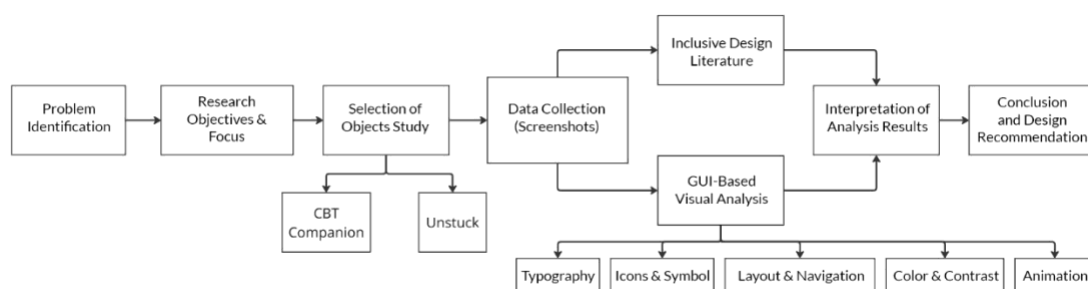 Problem
Identification
Research
Objectives &
Focus
Selection of
Objects Study
CBT
Companion
Unstuck
Data Collection
(Screenshots)
Inclusive Design
Literature
GUI-Based
Visual Analysis
Typography
Icons & Symbol
Layout & Navigation
Color & Contrast
Animation
Interpretation of
Analysis Results
Conclusion
and Design
Recommendation